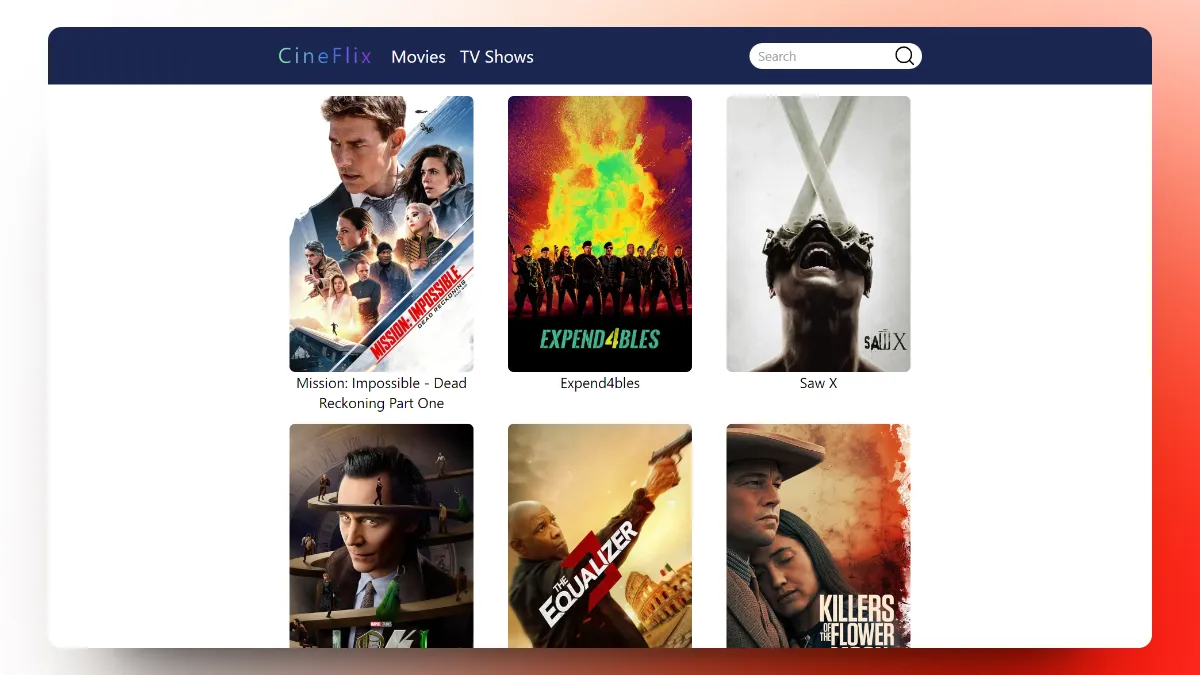 CineFlix Movies TV Shows Search
MISSION: IMPOSSIBLE
DEAD RECKONING
EXPEND4BLES
SAW X
Mission: Impossible - Dead
Reckoning Part One
Expend4bles
Saw X
THE
EQUALIZER
3
KILLERS
OF THE FLOWER
MOON